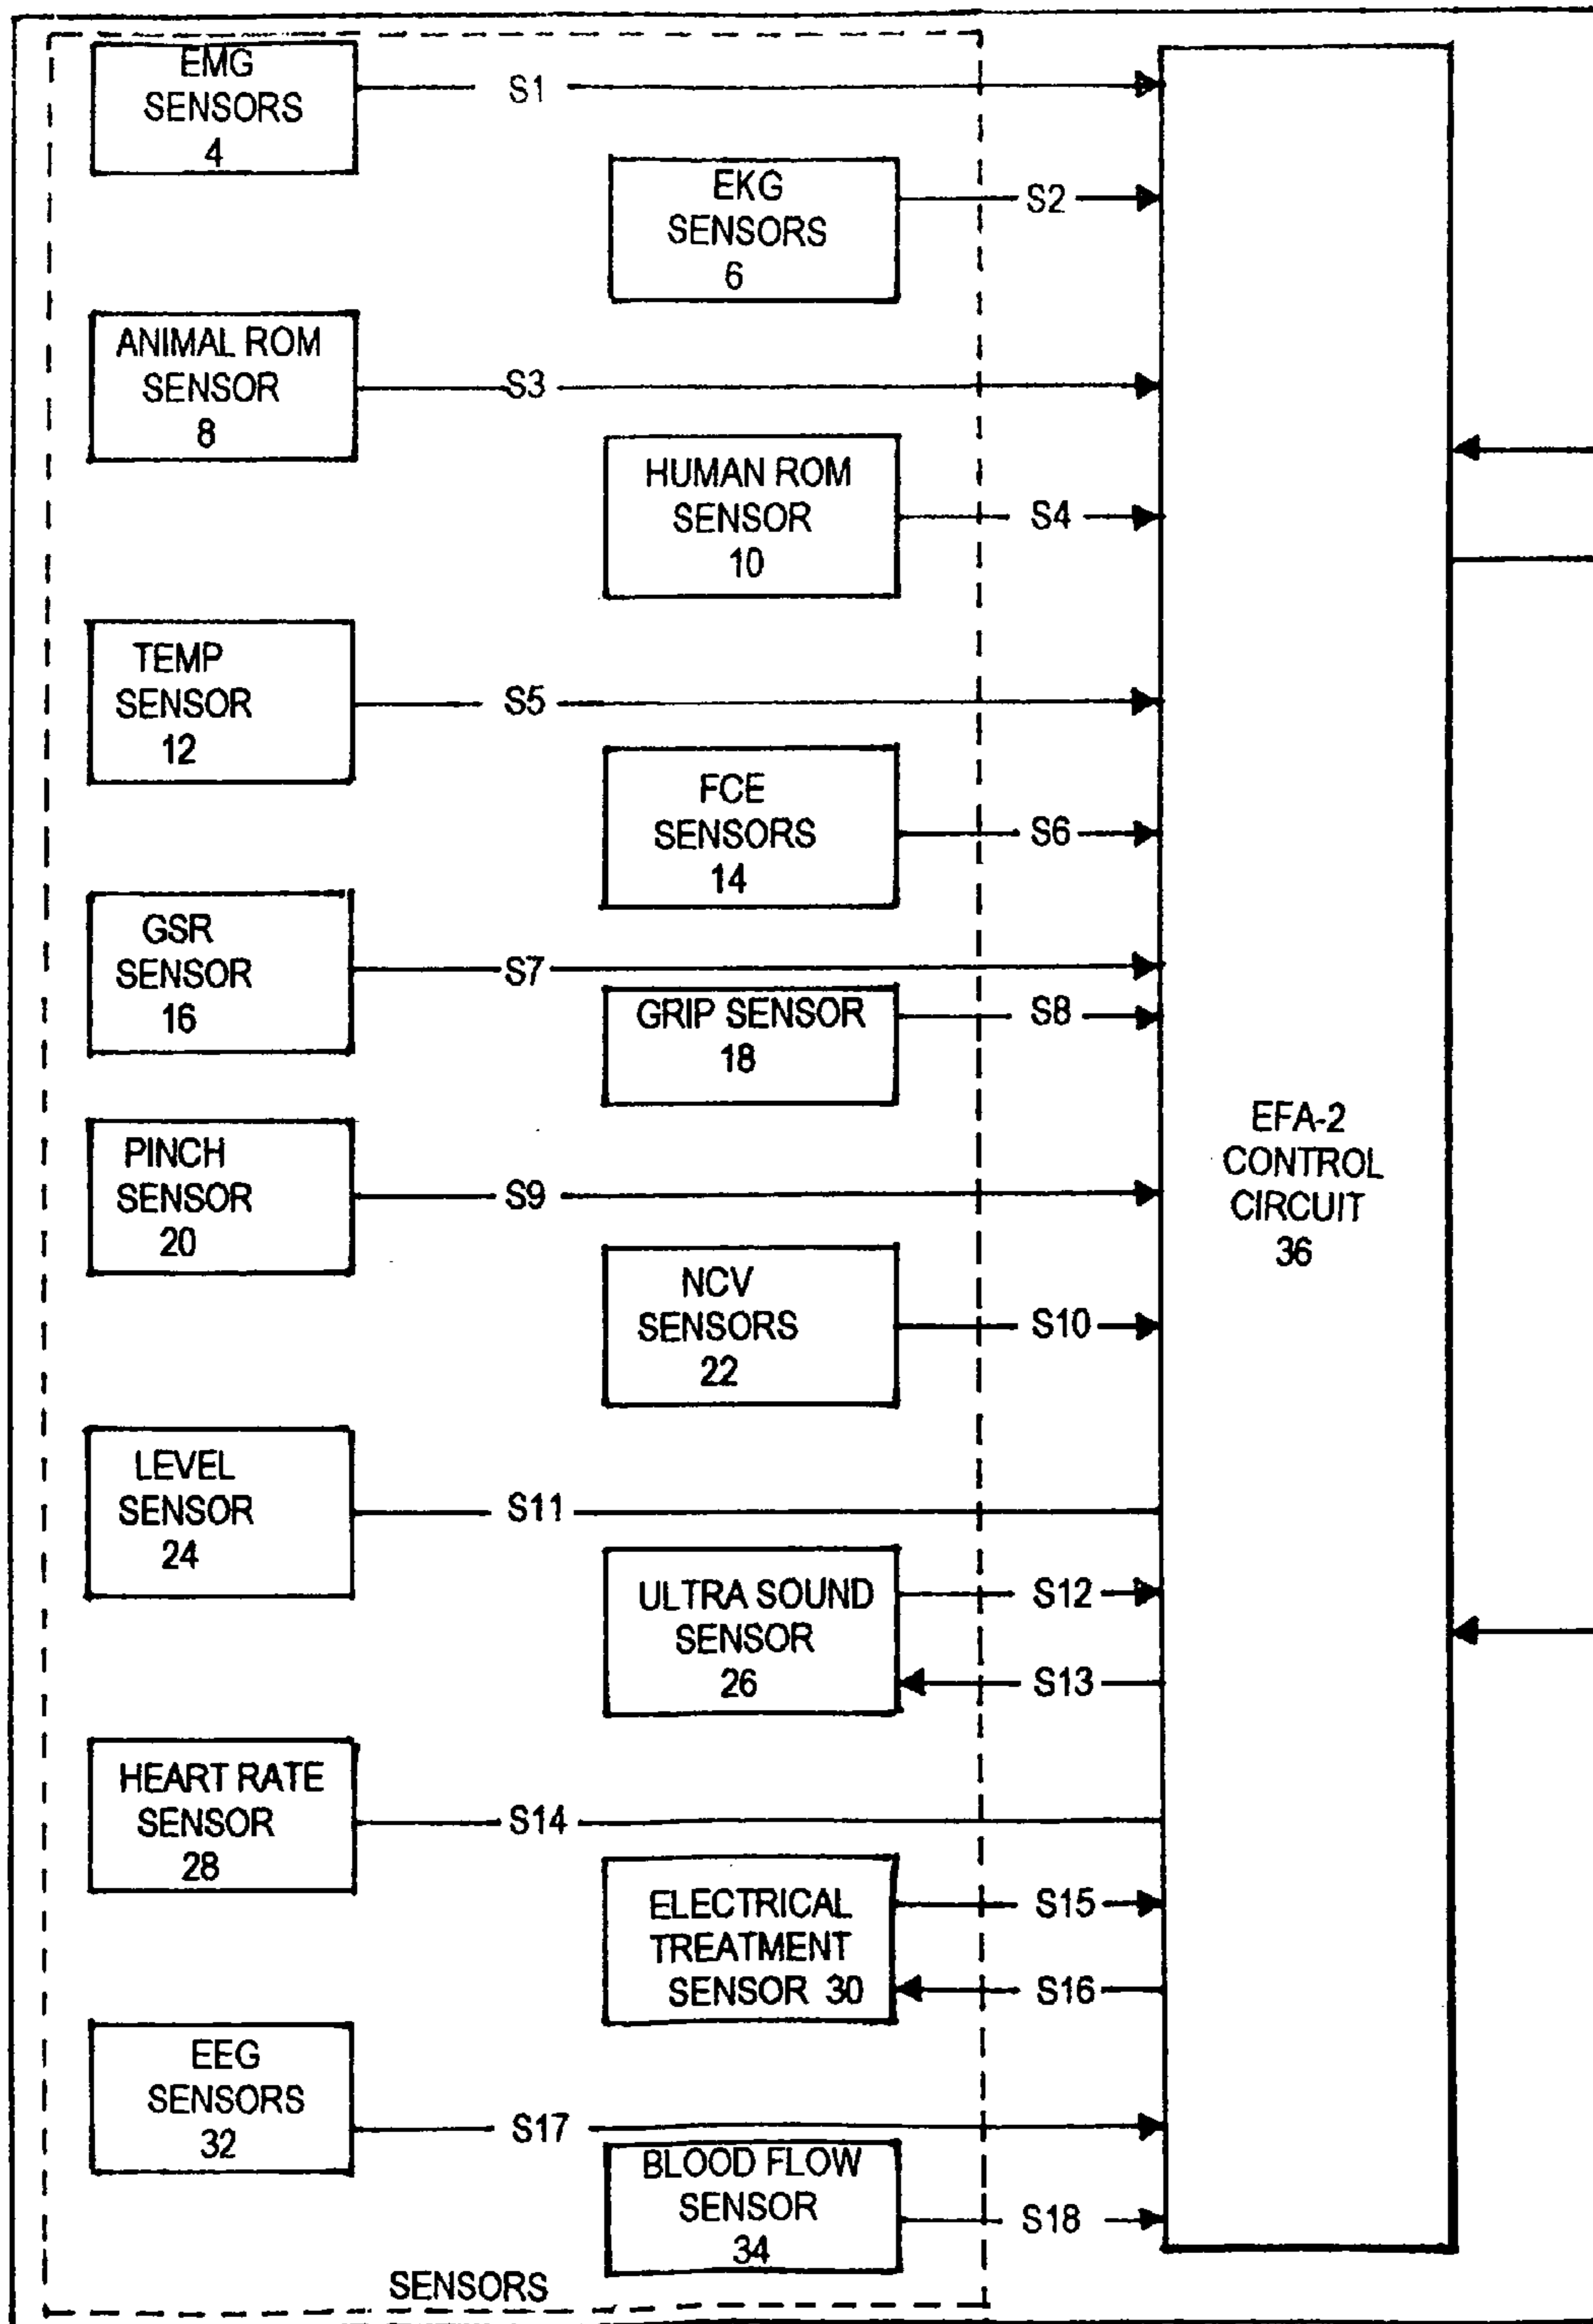 EMG
SENSORS
4
S1
EKG
SENSORS
6
S2
ANIMAL ROM
SENSOR
8
S3
HUMAN ROM
SENSOR
10
S4
TEMP
SENSOR
12
S5
FCE
SENSORS
14
S6
GSR
SENSOR
16
S7
GRIP SENSOR
18
S8
PINCH
SENSOR
20
S9
NCV
SENSORS
22
S10
LEVEL
SENSOR
24
S11
ULTRA SOUND
SENSOR
26
S12
S13
HEART RATE
SENSOR
28
S14
ELECTRICAL
TREATMENT
SENSOR 30
S15
S16
EEG
SENSORS
32
S17
BLOOD FLOW
SENSOR
34
S18
SENSORS
EFA-2
CONTROL
CIRCUIT
36